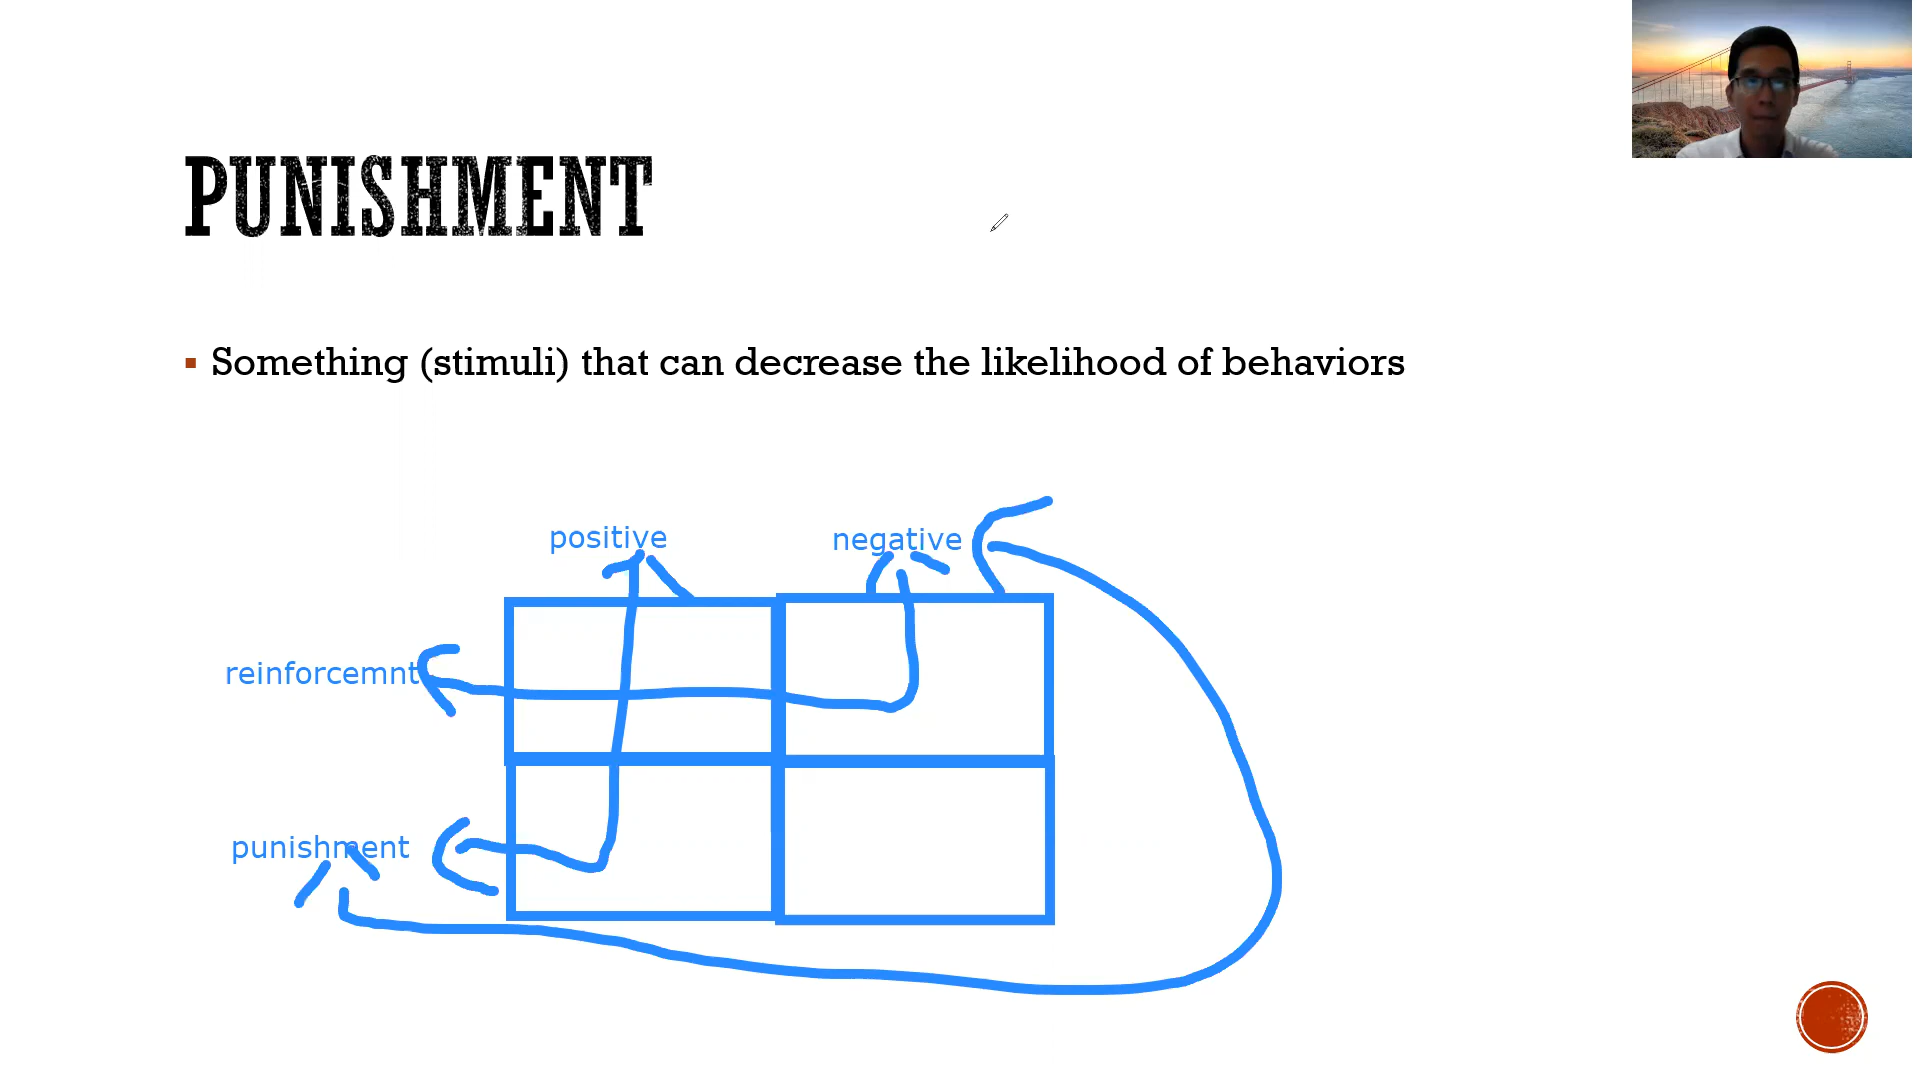 PUNISHMENT
Something (stimuli) that can decrease the likelihood of behaviors
positive
negative
reinforcemnt
punishment